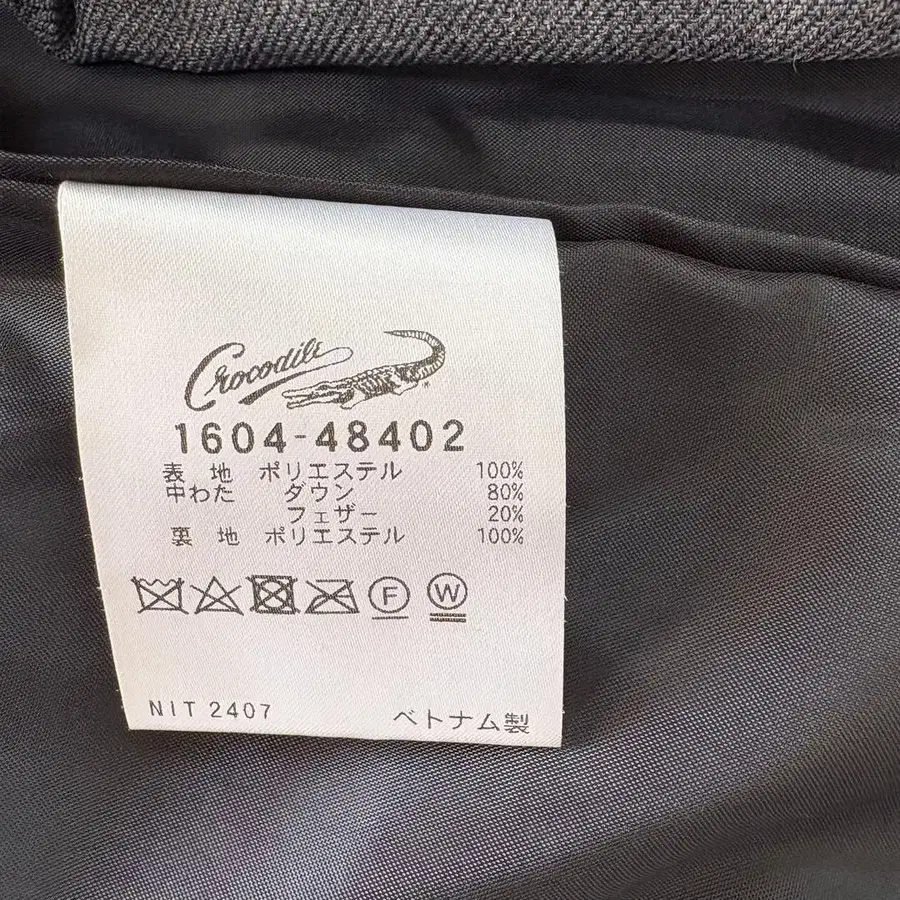 Crocodile
1604-48402
表 地 ポリエステル 100%
中わた ダウン 80%
フェザー 20%
裏 地 ポリエステル 100%
F W
NIT 2407 ベトナム製